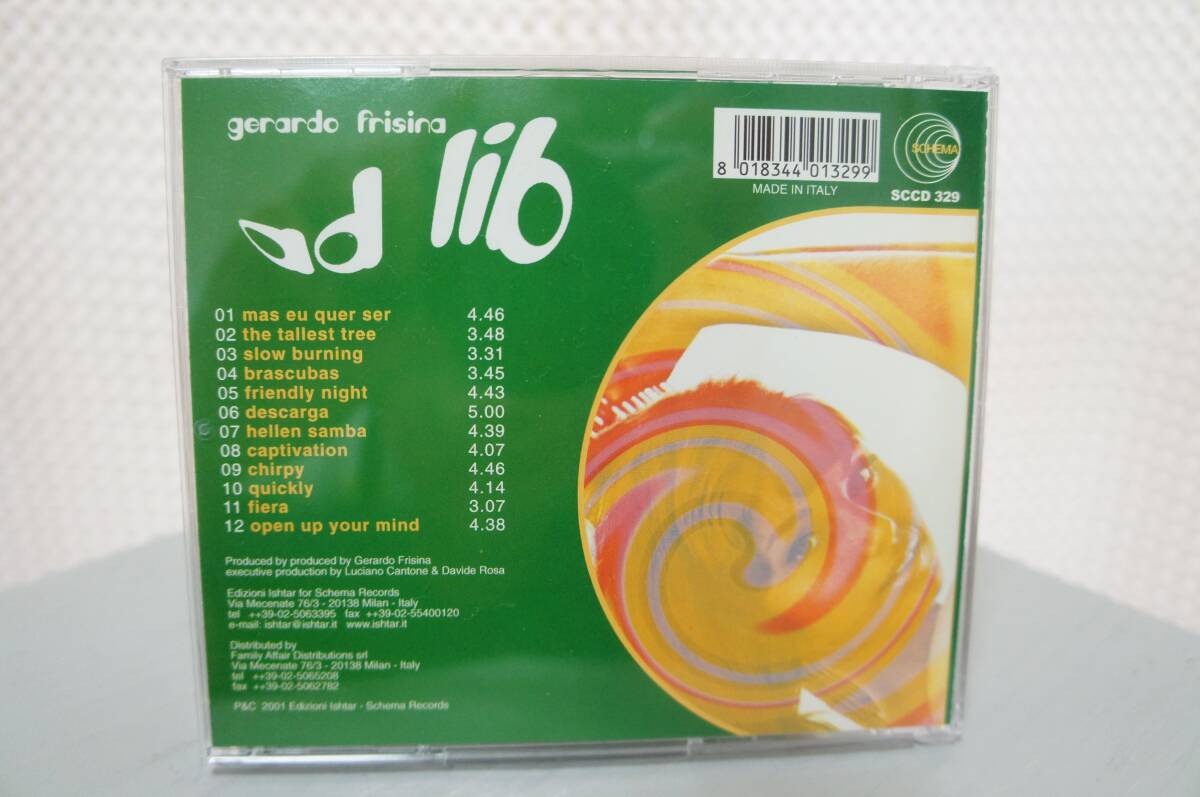 gerardo frisina
ad lib
8 018344 013299
MADE IN ITALY
SCHEMA
SCCD 329
01 mas eu quer ser 4.46
02 the tallest tree 3.48
03 slow burning 3.31
04 brascubas 3.45
05 friendly night 4.43
06 descarga 5.00
07 hellen samba 4.39
08 captivation 4.07
09 chirpy 4.46
10 quickly 4.14
11 fiera 3.07
12 open up your mind 4.38
Produced by produced by Gerardo Frisina
executive production by Luciano Cantone & Davide Rosa
Edizioni Ishtar for Schema Records
Via Mecenate 76/3 - 20138 Milan - Italy
tel ++39-02-5063395 fax ++39-02-55400120
e-mail: ishtar@ishtar.it www.ishtar.it
Distributed by
Family Affair Distributions srl
Via Mecenate 76/3 - 20138 Milan - Italy
tel ++39-02-5065208
fax ++39-02-5062782
P&C 2001 Edizioni Ishtar - Schema Records